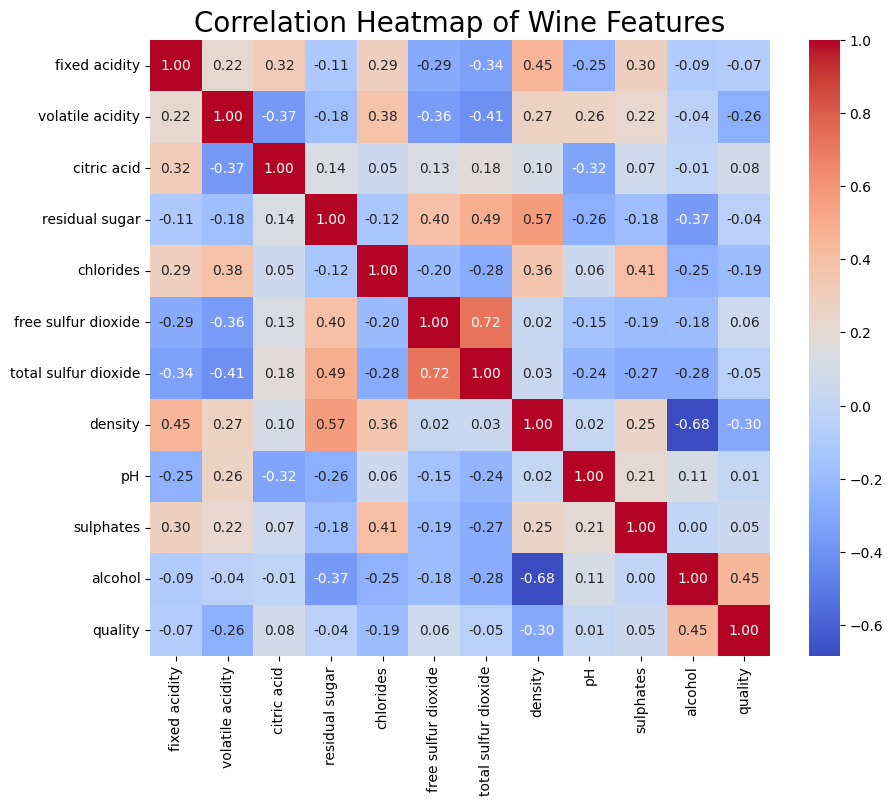 Correlation Heatmap of Wine Features
fixed acidity 1.00 0.22 0.32 -0.11 0.29 -0.29 -0.34 0.45 -0.25 0.30 -0.09 -0.07
volatile acidity 0.22 1.00 -0.37 -0.18 0.38 -0.36 -0.41 0.27 0.26 0.22 -0.04 -0.26
citric acid 0.32 -0.37 1.00 0.14 0.05 0.13 0.18 0.10 -0.32 0.07 -0.01 0.08
residual sugar -0.11 -0.18 0.14 1.00 -0.12 0.40 0.49 0.57 -0.26 -0.18 -0.37 -0.04
chlorides 0.29 0.38 0.05 -0.12 1.00 -0.20 -0.28 0.36 0.06 0.41 -0.25 -0.19
free sulfur dioxide -0.29 -0.36 0.13 0.40 -0.20 1.00 0.72 0.02 -0.15 -0.19 -0.18 0.06
total sulfur dioxide -0.34 -0.41 0.18 0.49 -0.28 0.72 1.00 0.03 -0.24 -0.27 -0.28 -0.05
density 0.45 0.27 0.10 0.57 0.36 0.02 0.03 1.00 0.02 0.25 -0.68 -0.30
pH -0.25 0.26 -0.32 -0.26 0.06 -0.15 -0.24 0.02 1.00 0.21 0.11 0.01
sulphates 0.30 0.22 0.07 -0.18 0.41 -0.19 -0.27 0.25 0.21 1.00 0.00 0.05
alcohol -0.09 -0.04 -0.01 -0.37 -0.25 -0.18 -0.28 -0.68 0.11 0.00 1.00 0.45
quality -0.07 -0.26 0.08 -0.04 -0.19 0.06 -0.05 -0.30 0.01 0.05 0.45 1.00
fixed acidity
volatile acidity
citric acid
residual sugar
chlorides
free sulfur dioxide
total sulfur dioxide
density
pH
sulphates
alcohol
quality
1.0
0.8
0.6
0.4
0.2
0.0
−0.2
−0.4
−0.6